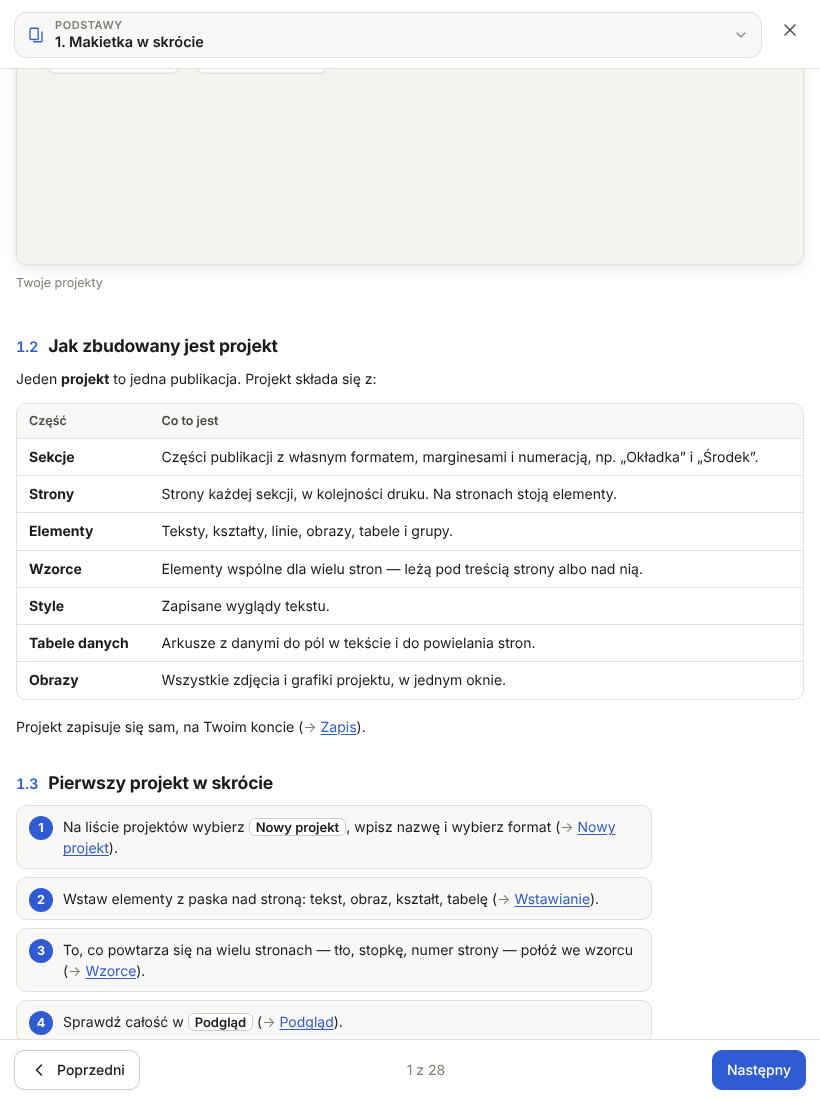 PODSTAWY
1. Makietka w skrócie
Twoje projekty
1.2 Jak zbudowany jest projekt
Jeden projekt to jedna publikacja. Projekt składa się z:
Część Co to jest
Sekcje Części publikacji z własnym formatem, marginesami i numeracją, np. „Okładka” i „Środek”.
Strony Strony każdej sekcji, w kolejności druku. Na stronach stoją elementy.
Elementy Teksty, kształty, linie, obrazy, tabele i grupy.
Wzorce Elementy wspólne dla wielu stron — leżą pod treścią strony albo nad nią.
Style Zapisane wyglądy tekstu.
Tabele danych Arkusze z danymi do pól w tekście i do powielania stron.
Obrazy Wszystkie zdjęcia i grafiki projektu, w jednym oknie.
Projekt zapisuje się sam, na Twoim koncie (→ Zapis).
1.3 Pierwszy projekt w skrócie
1 Na liście projektów wybierz Nowy projekt, wpisz nazwę i wybierz format (→ Nowy
projekt).
2 Wstaw elementy z paska nad stroną: tekst, obraz, kształt, tabelę (→ Wstawianie).
3 To, co powtarza się na wielu stronach — tło, stopkę, numer strony — połóż we wzorcu
(→ Wzorce).
4 Sprawdź całość w Podgląd (→ Podgląd).
Poprzedni 1 z 28 Następny